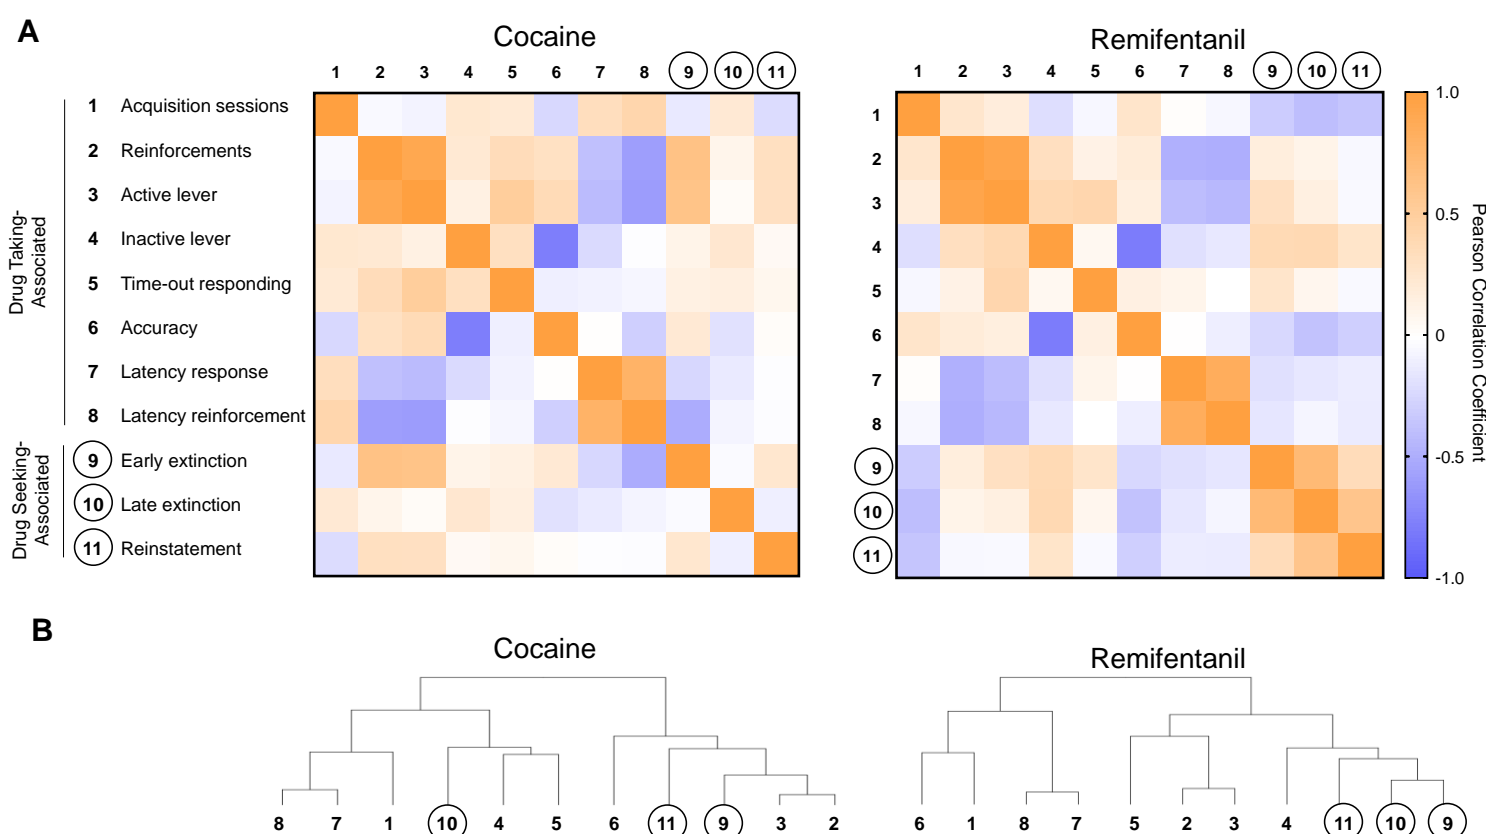 A
Cocaine
Remifentanil
1 2 3 4 5 6 7 8 9 10 11
1 2 3 4 5 6 7 8 9 10 11
Drug Taking-
Associated
1 Acquisition sessions
2 Reinforcements
3 Active lever
4 Inactive lever
5 Time-out responding
6 Accuracy
7 Latency response
8 Latency reinforcement
Drug Seeking-
Associated
9 Early extinction
10 Late extinction
11 Reinstatement
1
2
3
4
5
6
7
8
9
10
11
1.0
0.5
0
-0.5
-1.0
Pearson Correlation Coefficient
B
Cocaine
Remifentanil
8 7 1 10 4 5 6 11 9 3 2
6 1 8 7 5 2 3 4 11 10 9